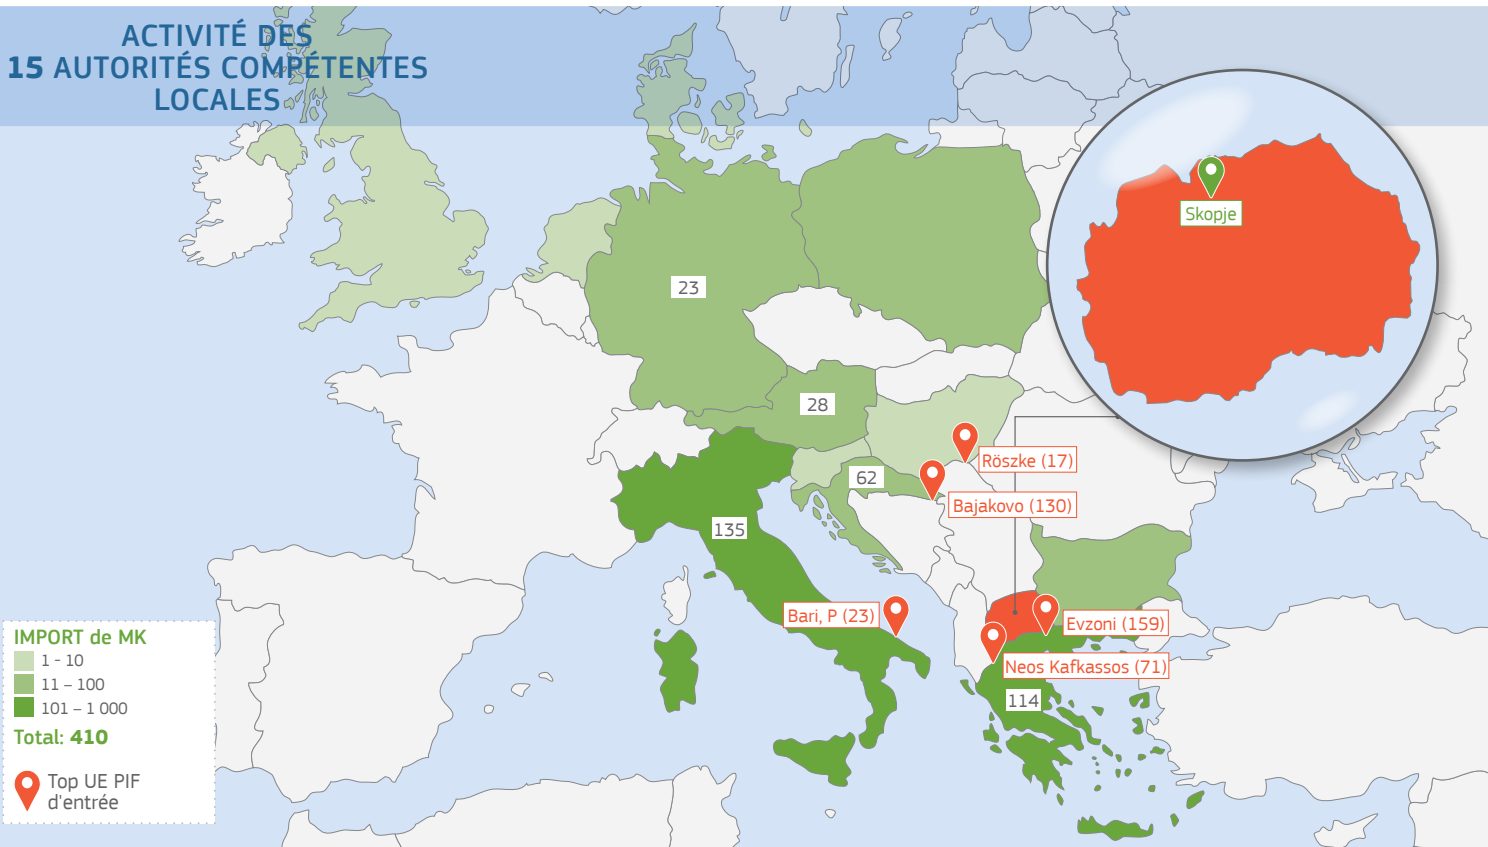 ACTIVITÉ DES
15 AUTORITÉS COMPÉTENTES
LOCALES
Skopje
23
28
Röszke (17)
62
Bajakovo (130)
135
Bari, P (23)
Evzoni (159)
Neos Kafkassos (71)
114
IMPORT de MK
1 - 10
11 – 100
101 – 1 000
Total: 410
Top UE PIF
d'entrée